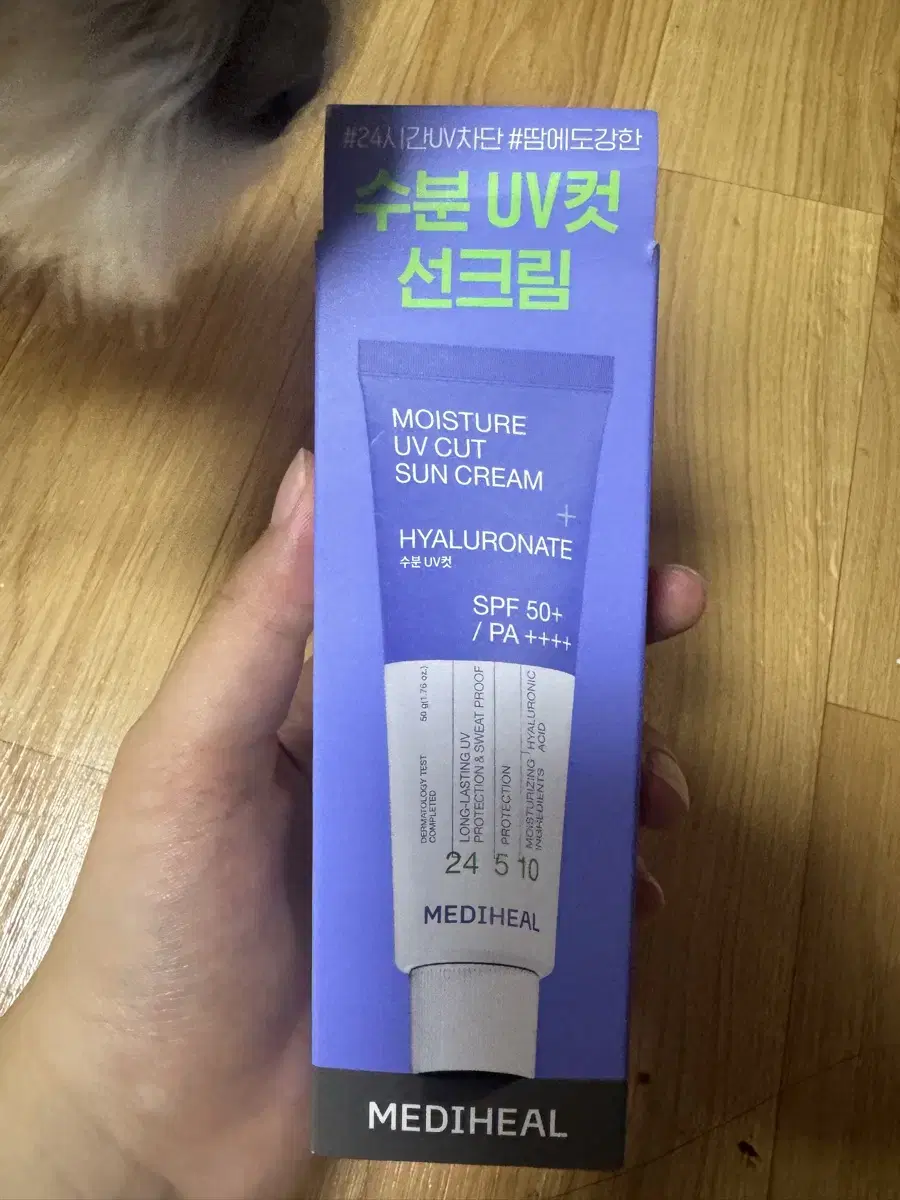 #24시간UV차단 #땀에도강한
수분 UV컷
선크림
MOISTURE
UV CUT
SUN CREAM
+
HYALURONATE
수분 UV컷
SPF 50+
/ PA ++++
50 g(1.76 oz.)
DERMATOLOGY TEST
COMPLETED
LONG-LASTING UV
PROTECTION & SWEAT PROOF
PROTECTION
MOISTURIZING
INGREDIENTS
HYALURONIC
ACID
24 5 10
MEDIHEAL
MEDIHEAL